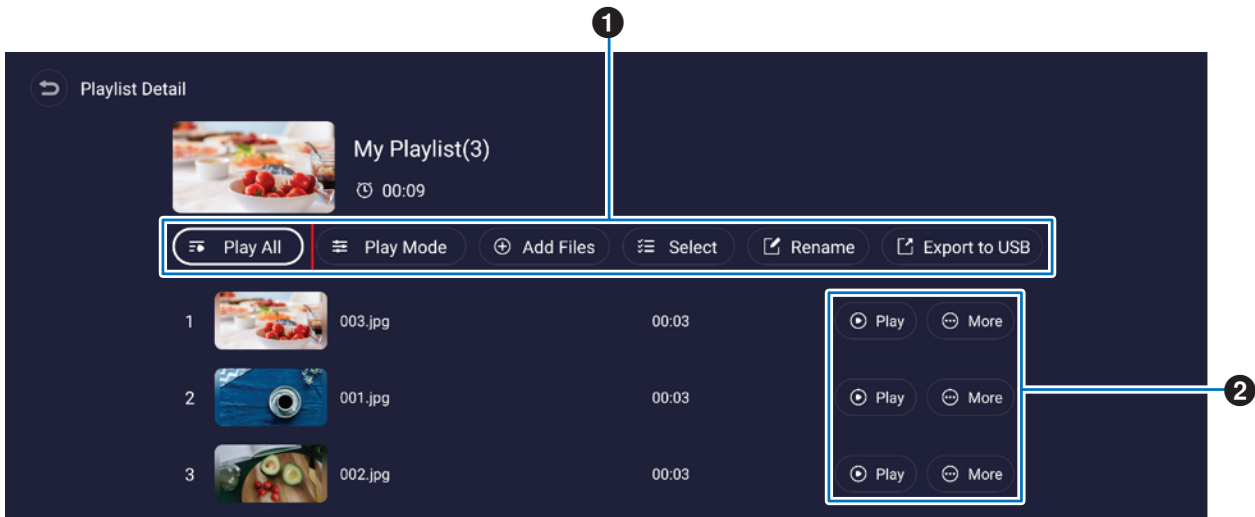 1
Playlist Detail
My Playlist(3)
00:09
Play All Play Mode Add Files Select Rename Export to USB
1 003.jpg 00:03 Play More
2 001.jpg 00:03 Play More
2
3 002.jpg 00:03 Play More